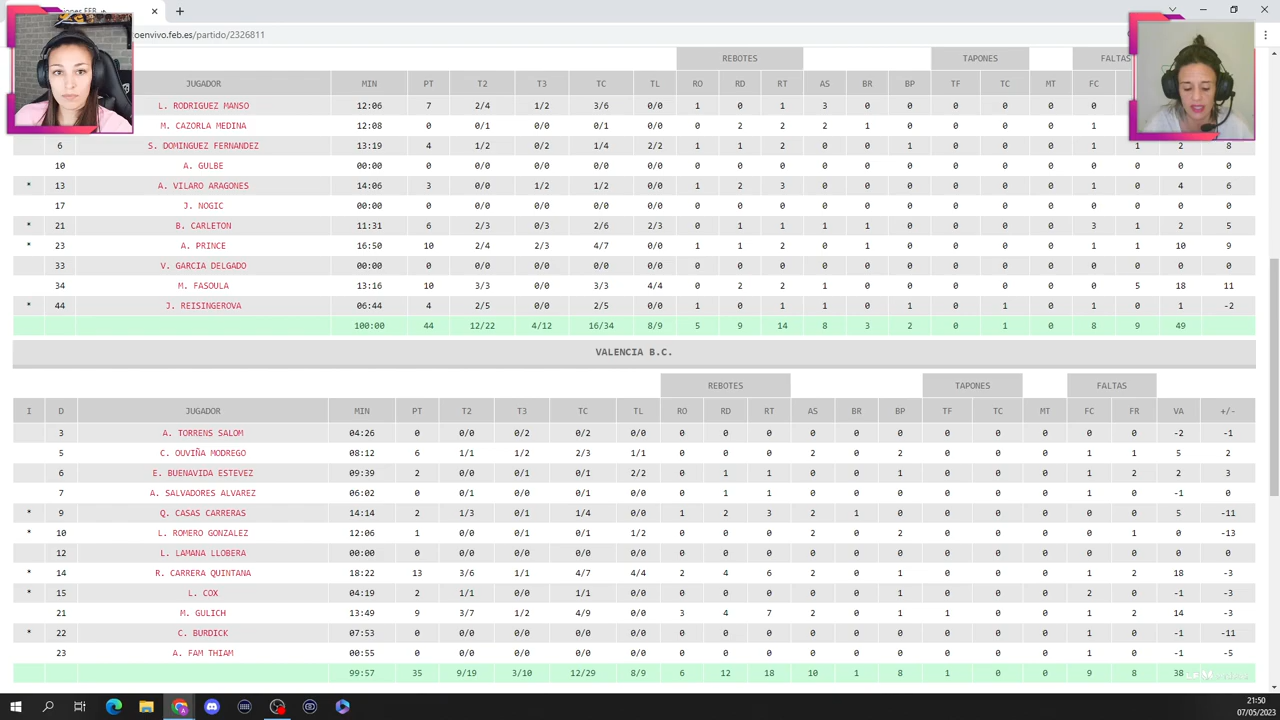 oenvivo.feb.es/partido/2326811
REBOTES TAPONES FALTAS
JUGADOR MIN PT T2 T3 TC TL RO RD RT AS BR BP TF TC MT FC
L. RODRIGUEZ MANSO 12:06 7 2/4 1/2 3/6 0/0 1 0 1 3 0 0 0 0 0 0
M. CAZORLA MEDINA 12:08 0 0/1 0/0 0/1 0/0 0 2 2 2 1 0 0 0 0 1
6 S. DOMINGUEZ FERNANDEZ 13:19 4 1/2 0/2 1/4 2/2 1 1 2 0 0 1 0 0 0 1 1 2 8
10 A. GULBE 00:00 0 0/0 0/0 0/0 0/0 0 0 0 0 0 0 0 0 0 0 0 0 0
* 13 A. VILARO ARAGONES 14:06 3 0/0 1/2 1/2 0/0 1 2 3 0 0 0 0 0 0 1 0 4 6
17 J. NOGIC 00:00 0 0/0 0/0 0/0 0/0 0 0 0 0 0 0 0 0 0 0 0 0 0
* 21 B. CARLETON 11:31 6 2/3 0/3 2/6 2/3 0 1 1 1 1 0 0 0 0 3 1 2 5
* 23 A. PRINCE 16:50 10 2/4 2/3 4/7 0/0 1 1 2 0 1 0 0 0 0 1 1 10 9
33 V. GARCIA DELGADO 00:00 0 0/0 0/0 0/0 0/0 0 0 0 0 0 0 0 0 0 0 0 0 0
34 M. FASOULA 13:16 10 3/3 0/0 3/3 4/4 0 2 2 1 0 0 0 0 0 0 5 18 11
* 44 J. REISINGEROVA 06:44 4 2/5 0/0 2/5 0/0 1 0 1 1 0 1 0 1 0 1 0 1 -2
100:00 44 12/22 4/12 16/34 8/9 5 9 14 8 3 2 0 1 0 8 9 49
VALENCIA B.C.
REBOTES TAPONES FALTAS
I D JUGADOR MIN PT T2 T3 TC TL RO RD RT AS BR BP TF TC MT FC FR VA +/-
3 A. TORRENS SALOM 04:26 0 0/0 0/2 0/2 0/0 0 0 0 0 0 0 0 0 0 0 0 -2 -1
5 C. OUVIÑA MODREGO 08:12 6 1/1 1/2 2/3 1/1 0 0 0 2 0 2 0 0 0 1 1 5 2
6 E. BUENAVIDA ESTEVEZ 09:39 2 0/0 0/1 0/1 2/2 0 1 1 0 0 1 0 0 0 1 1 2 3
7 A. SALVADORES ALVAREZ 06:02 0 0/1 0/0 0/1 0/0 0 1 1 0 0 0 0 0 0 1 0 -1 0
* 9 Q. CASAS CARRERAS 14:14 2 1/3 0/1 1/4 0/0 1 2 3 2 1 0 0 0 0 0 0 5 -11
* 10 L. ROMERO GONZALEZ 12:06 1 0/0 0/1 0/1 1/2 0 0 0 2 0 2 0 0 0 0 1 0 -13
12 L. LAMANA LLOBERA 00:00 0 0/0 0/0 0/0 0/0 0 0 0 0 0 0 0 0 0 0 0 0 0
* 14 R. CARRERA QUINTANA 18:22 13 3/6 1/1 4/7 4/4 2 4 6 2 0 1 0 0 0 1 2 18 -3
* 15 L. COX 04:19 2 1/1 0/0 1/1 0/0 0 0 0 0 0 1 0 0 0 2 0 -1 -3
21 M. GULICH 13:49 9 3/7 1/2 4/9 0/0 3 4 7 2 0 1 1 0 0 1 2 14 -3
* 22 C. BURDICK 07:53 0 0/0 0/0 0/0 0/0 0 0 0 0 0 0 0 0 0 1 0 -1 -11
23 A. FAM THIAM 00:55 0 0/0 0/0 0/0 0/0 0 0 0 0 0 0 0 0 0 1 0 -1 -5
99:57 35 9/19 3/10 12/29 8/9 6 12 18 10 1 8 1 0 0 9 8 38
21:50
07/05/2023